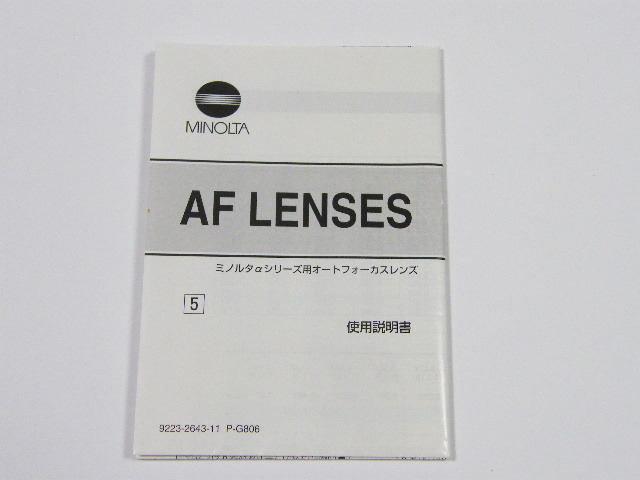 MINOLTA
AF LENSES
ミノルタαシリーズ用オートフォーカスレンズ
5
使用説明書
9223-2643-11 P-G806